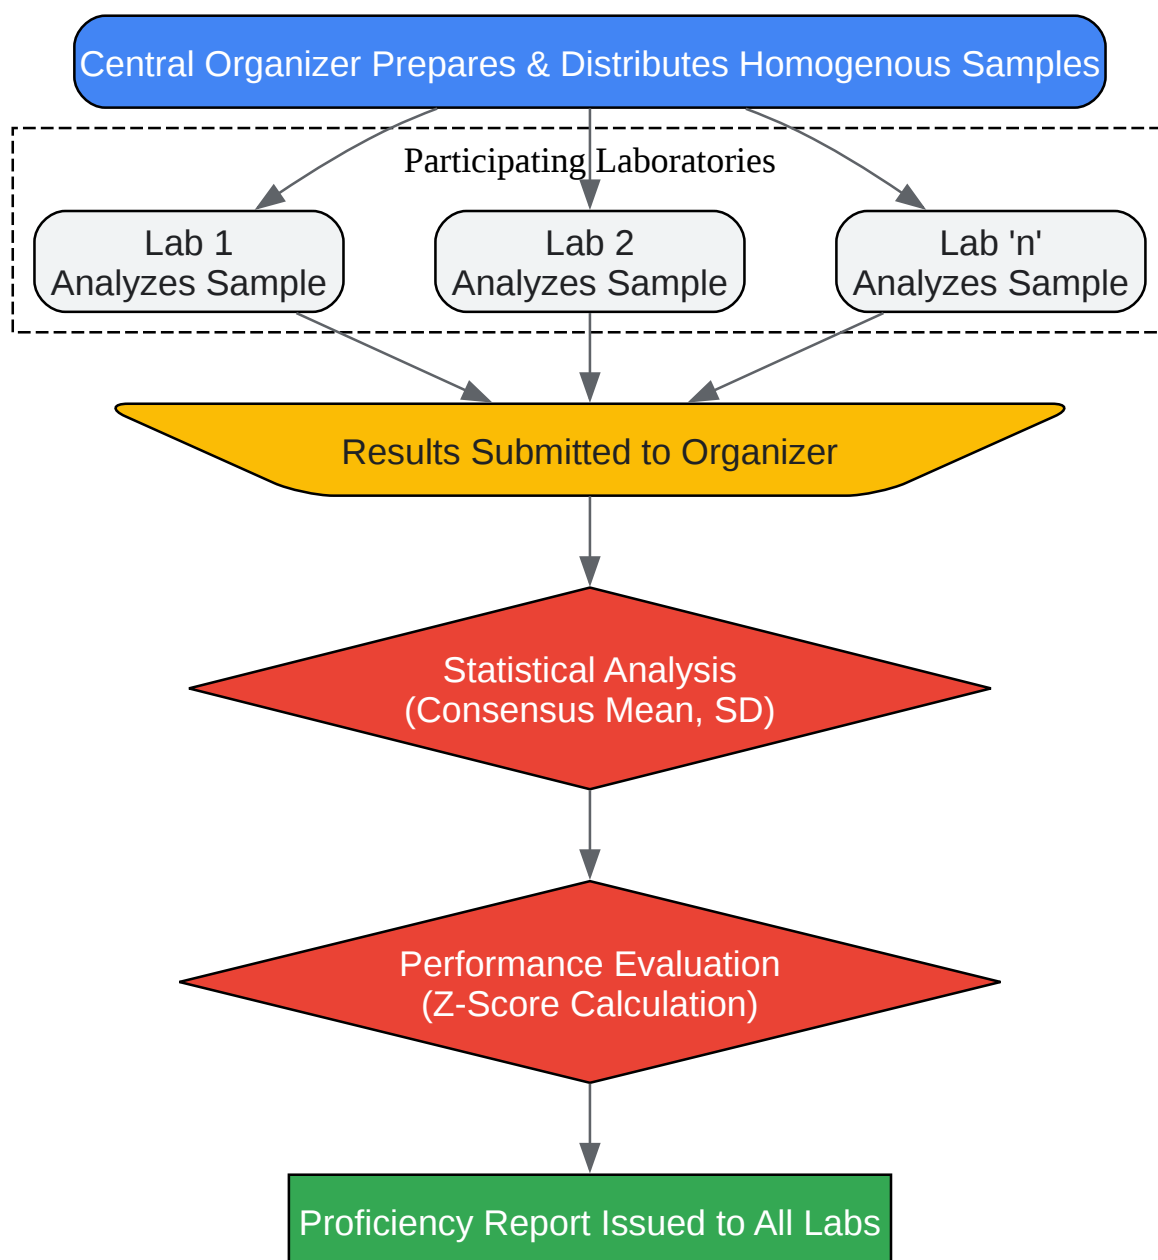 Central Organizer Prepares & Distributes Homogenous Samples
Participating Laboratories
Lab 1
Analyzes Sample
Lab 2
Analyzes Sample
Lab 'n'
Analyzes Sample
Results Submitted to Organizer
Statistical Analysis
(Consensus Mean, SD)
Performance Evaluation
(Z-Score Calculation)
Proficiency Report Issued to All Labs